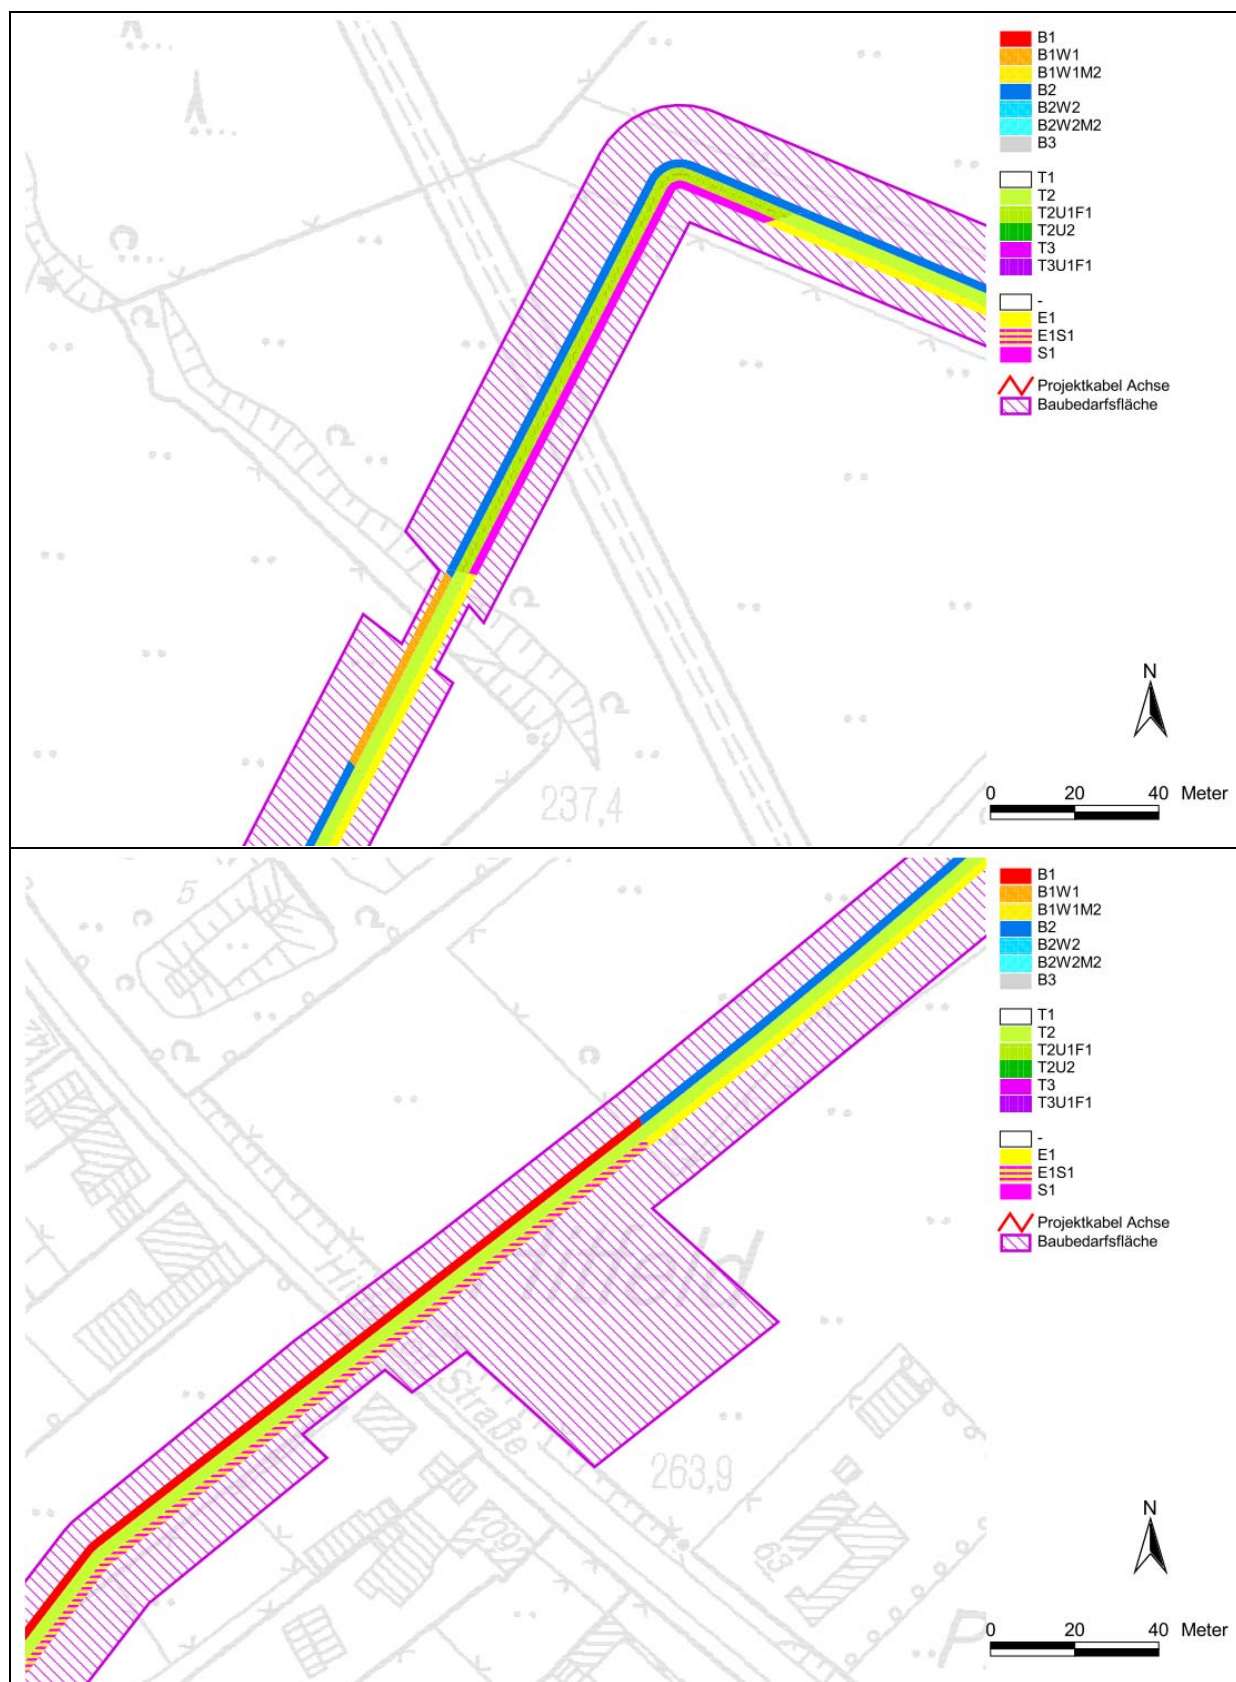 B1
B1W1
B1W1M2
B2
B2W2
B2W2M2
B3
T1
T2
T2U1F1
T2U2
T3
T3U1F1
-
E1
E1S1
S1
Projektkabel Achse
Baubedarfsfläche
N
0 20 40 Meter
237,4
B1
B1W1
B1W1M2
B2
B2W2
B2W2M2
B3
T1
T2
T2U1F1
T2U2
T3
T3U1F1
-
E1
E1S1
S1
Projektkabel Achse
Baubedarfsfläche
5
Straße
263,9
63
N
0 20 40 Meter